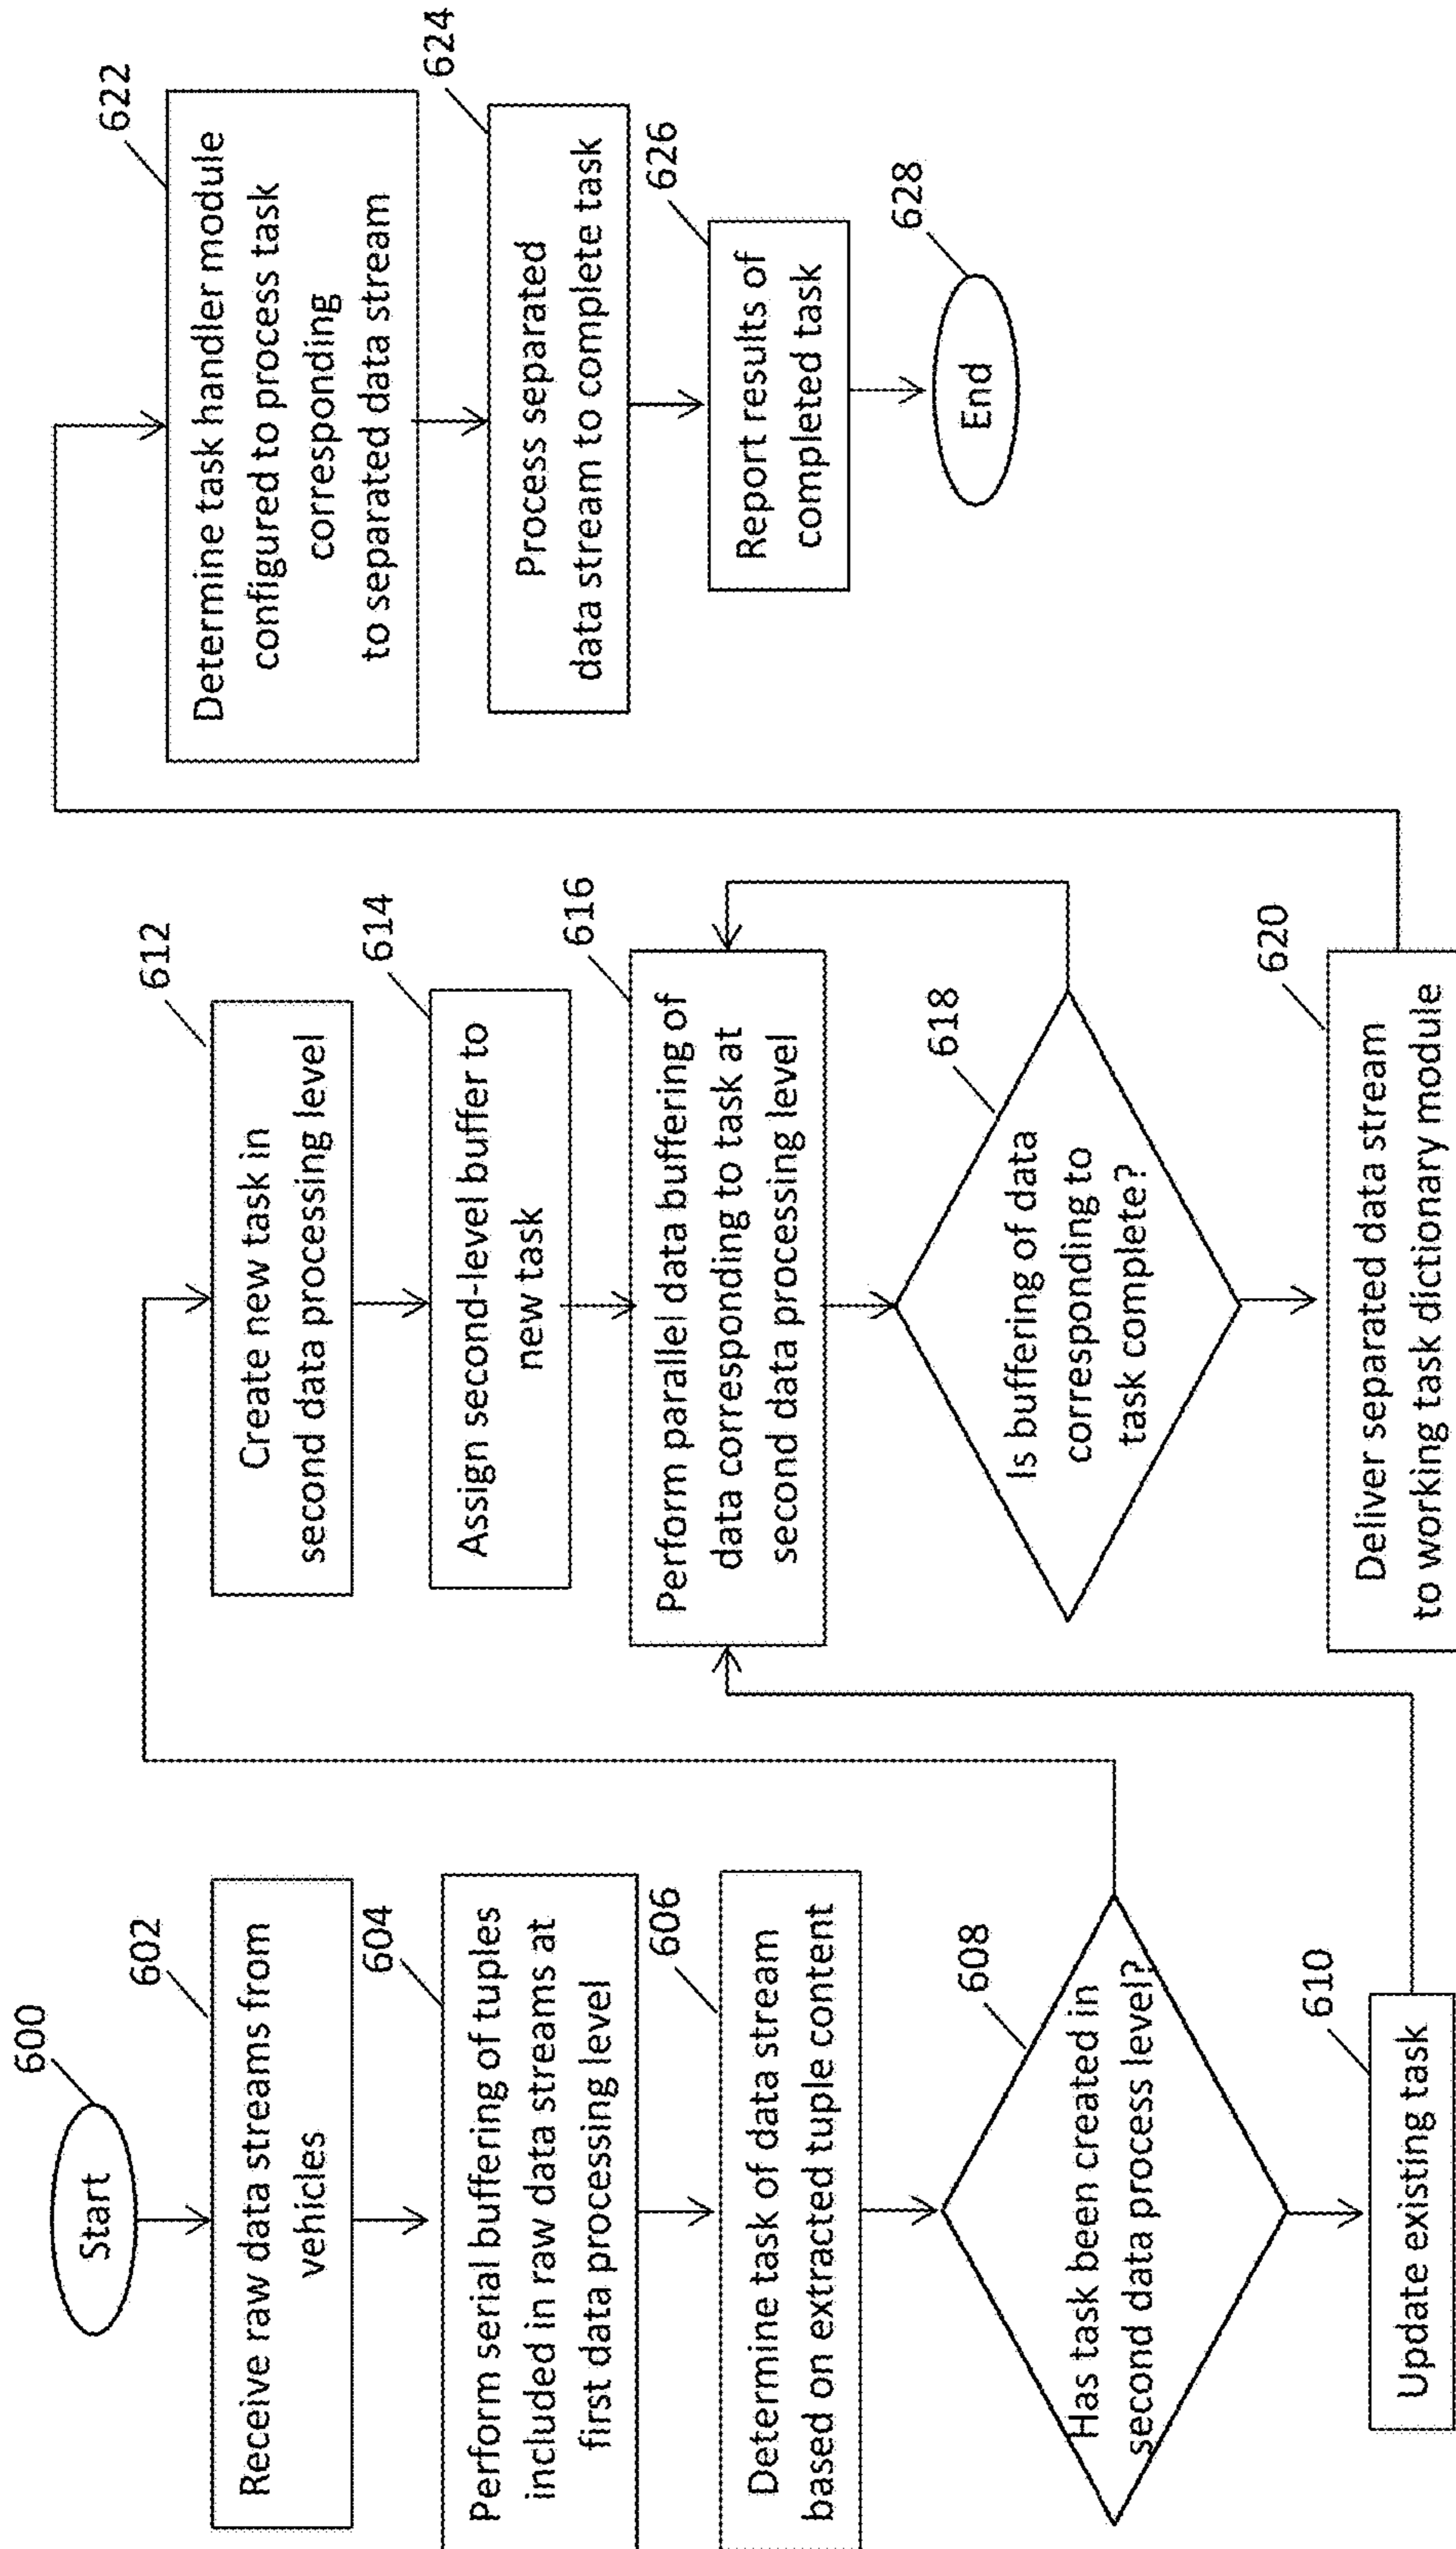 600
Start
602
Receive raw data streams from
vehicles
604
Perform serial buffering of tuples
included in raw data streams at
first data processing level
606
Determine task of data stream
based on extracted tuple content
608
Has task been created in
second data process level?
610
Update existing task
612
Create new task in
second data processing level
614
Assign second-level buffer to
new task
616
Perform parallel data buffering of
data corresponding to task at
second data processing level
618
Is buffering of data
corresponding to
task complete?
620
Deliver separated data stream
to working task dictionary module
622
Determine task handler module
configured to process task
corresponding
to separated data stream
624
Process separated
data stream to complete task
626
Report results of
completed task
628
End